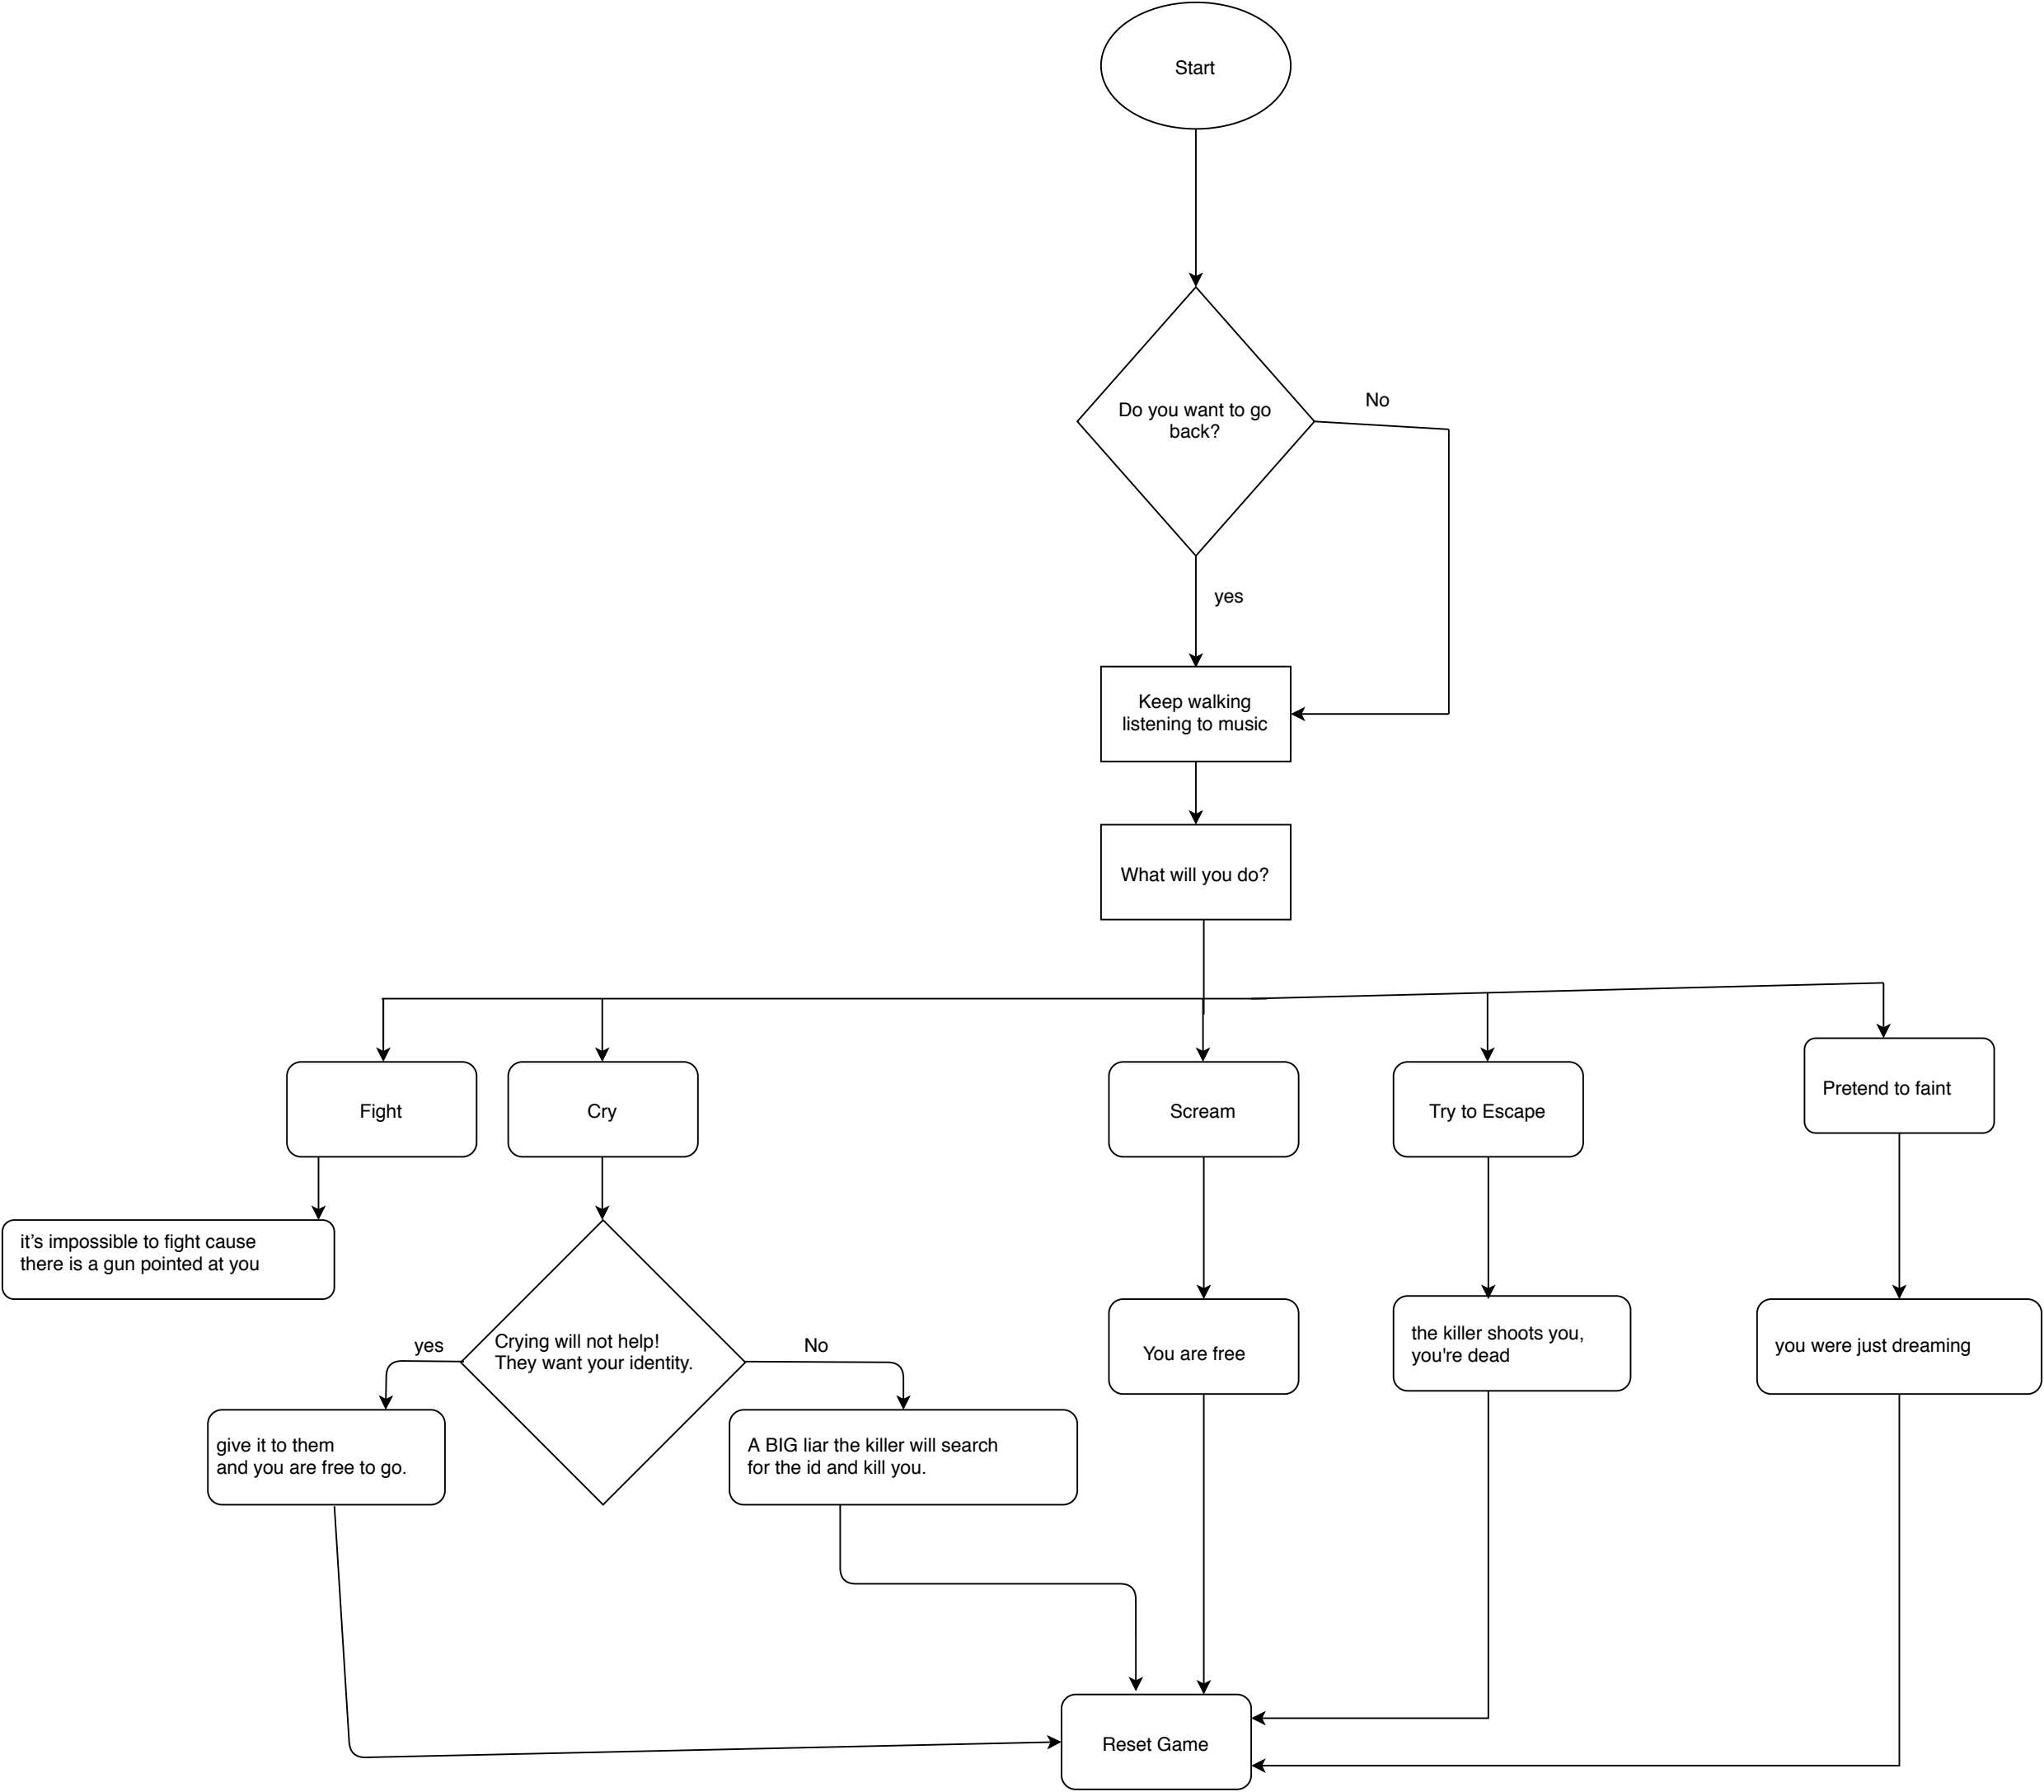 Start
Do you want to go
back?
No
yes
Keep walking
listening to music
What will you do?
Fight
Cry
Scream
Try to Escape
Pretend to faint
it's impossible to fight cause
there is a gun pointed at you
yes
Crying will not help!
They want your identity.
No
You are free
the killer shoots you,
you're dead
you were just dreaming
give it to them
and you are free to go.
A BIG liar the killer will search
for the id and kill you.
Reset Game